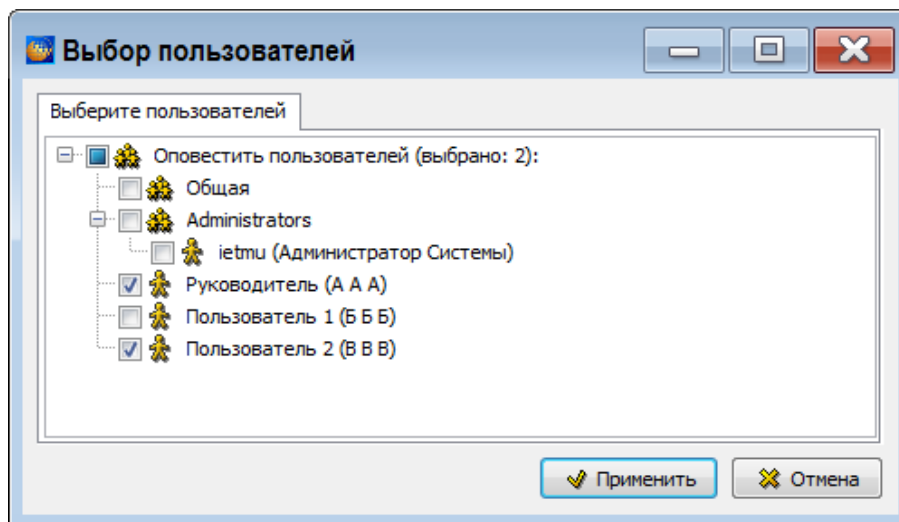 Выбор пользователей
Выберите пользователей
Оповестить пользователей (выбрано: 2):
Общая
Administrators
ietmu (Администратор Системы)
Руководитель (А А А)
Пользователь 1 (Б Б Б)
Пользователь 2 (В В В)
Применить
Отмена